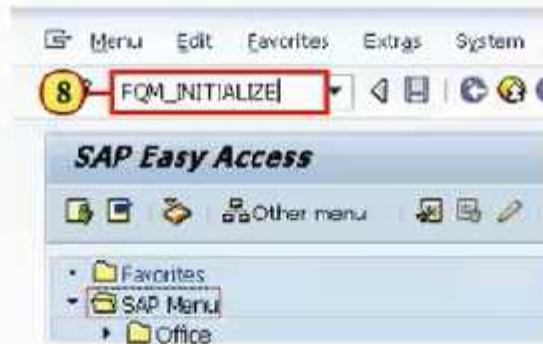 Menu Edit Favorites Extras System
8 FQM_INITIALIZE
SAP Easy Access
Other menu
Favorites
SAP Menu
Office